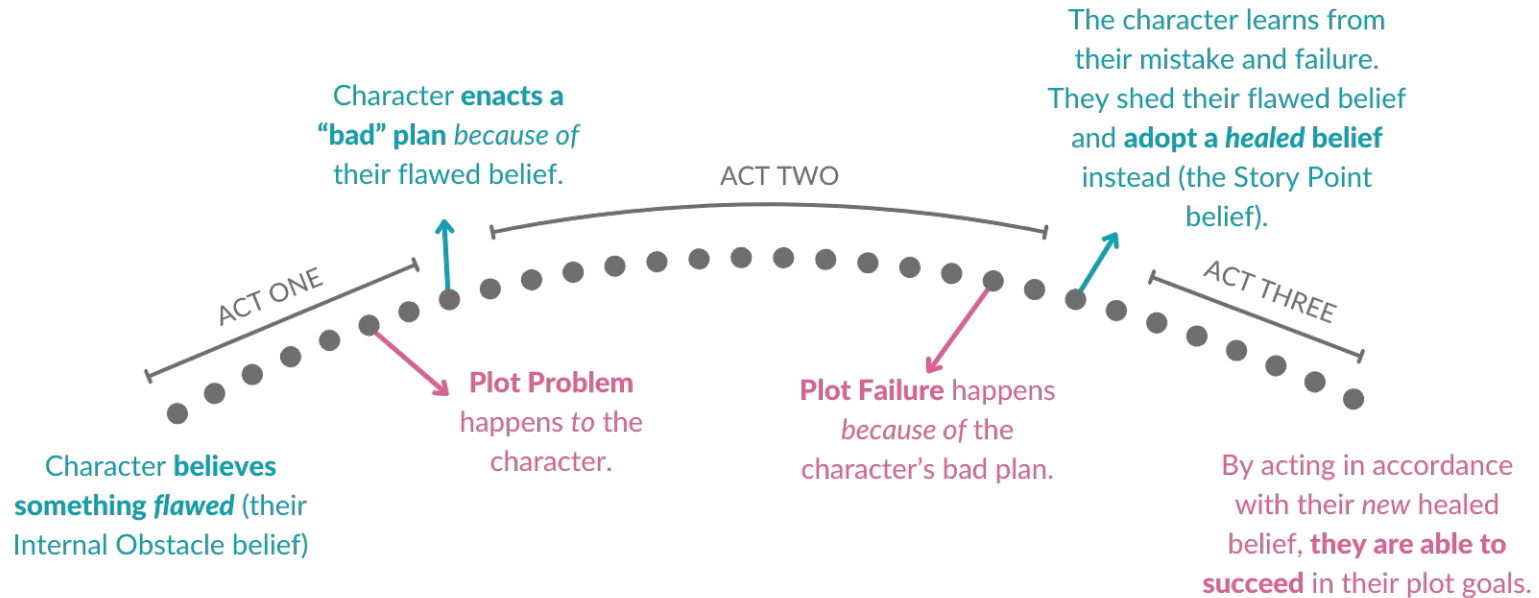 Character believes
something flawed (their
Internal Obstacle belief)
ACT ONE
Plot Problem
happens to the
character.
Character enacts a
“bad” plan because of
their flawed belief.
ACT TWO
Plot Failure happens
because of the
character’s bad plan.
The character learns from
their mistake and failure.
They shed their flawed belief
and adopt a healed belief
instead (the Story Point
belief).
ACT THREE
By acting in accordance
with their new healed
belief, they are able to
succeed in their plot goals.